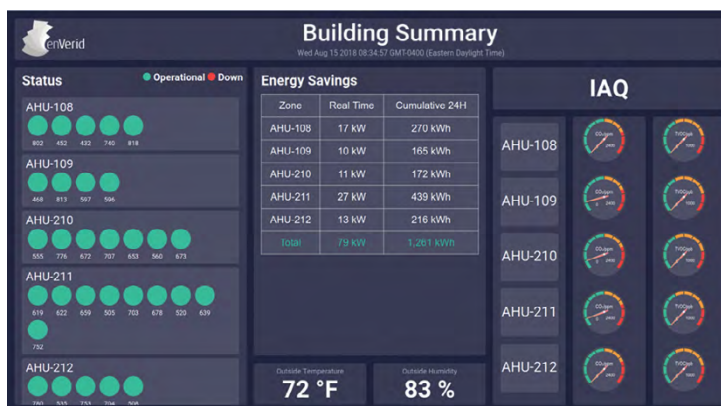 enVerid
Building Summary
Wed Aug 15 2018 08:34:57 GMT-0400 (Eastern Daylight Time)
Status
Operational Down
AHU-108
802 452 432 740 818
AHU-109
468 813 597 596
AHU-210
555 776 672 707 653 560 673
AHU-211
619 622 659 505 703 678 520 639
752
AHU-212
Energy Savings
Zone Real Time Cumulative 24H
AHU-108 17 kW 270 kWh
AHU-109 10 kW 165 kWh
AHU-210 11 kW 172 kWh
AHU-211 27 kW 439 kWh
AHU-212 13 kW 216 kWh
Total 79 kW 1,261 kWh
Outside Temperature
72 °F
Outside Humidity
83 %
IAQ
AHU-108
AHU-109
AHU-210
AHU-211
AHU-212